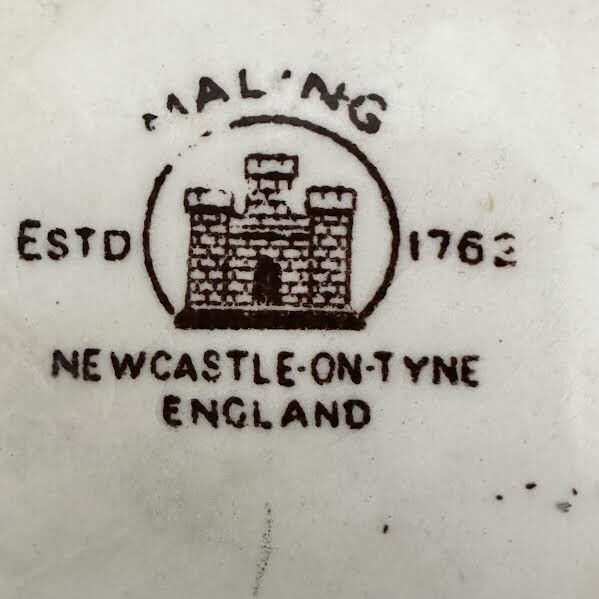 MALING
ESTD 1762
NEWCASTLE-ON-TYNE
ENGLAND